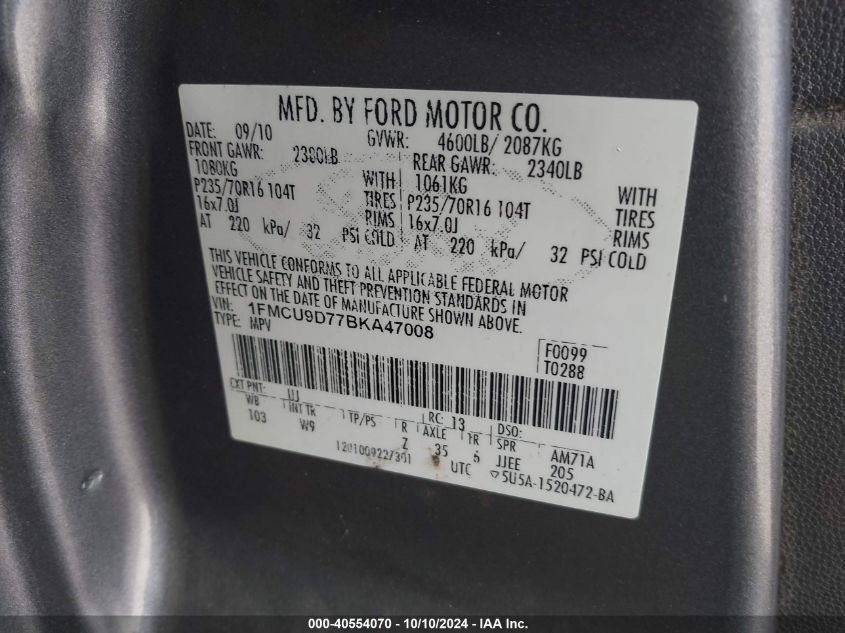 MFD. BY FORD MOTOR CO.
DATE: 09/10 GVWR: 4600LB/ 2087KG
FRONT GAWR: 2380LB REAR GAWR: 2340LB
1080KG WITH 1061KG WITH
P235/70R16 104T TIRES P235/70R16 104T TIRES
16x7.0J RIMS 16x7.0J RIMS
AT 220 kPa/ 32 PSI COLD AT 220 kPa/ 32 PSI COLD
THIS VEHICLE CONFORMS TO ALL APPLICABLE FEDERAL MOTOR
VEHICLE SAFETY AND THEFT PREVENTION STANDARDS IN
EFFECT ON THE DATE OF MANUFACTURE SHOWN ABOVE.
VIN: 1FMCU9D77BKA47008
TYPE: MPV
F0099
T0288
EXT PNT: UJ RC: 13 DSO:
WB INT TR TP/PS R AXLE TR SPR AM71A
103 W9 Z 35 6 JJEE 205
UTC 5U5A-1520472-BA
000-40554070 - 10/10/2024 - IAA Inc.